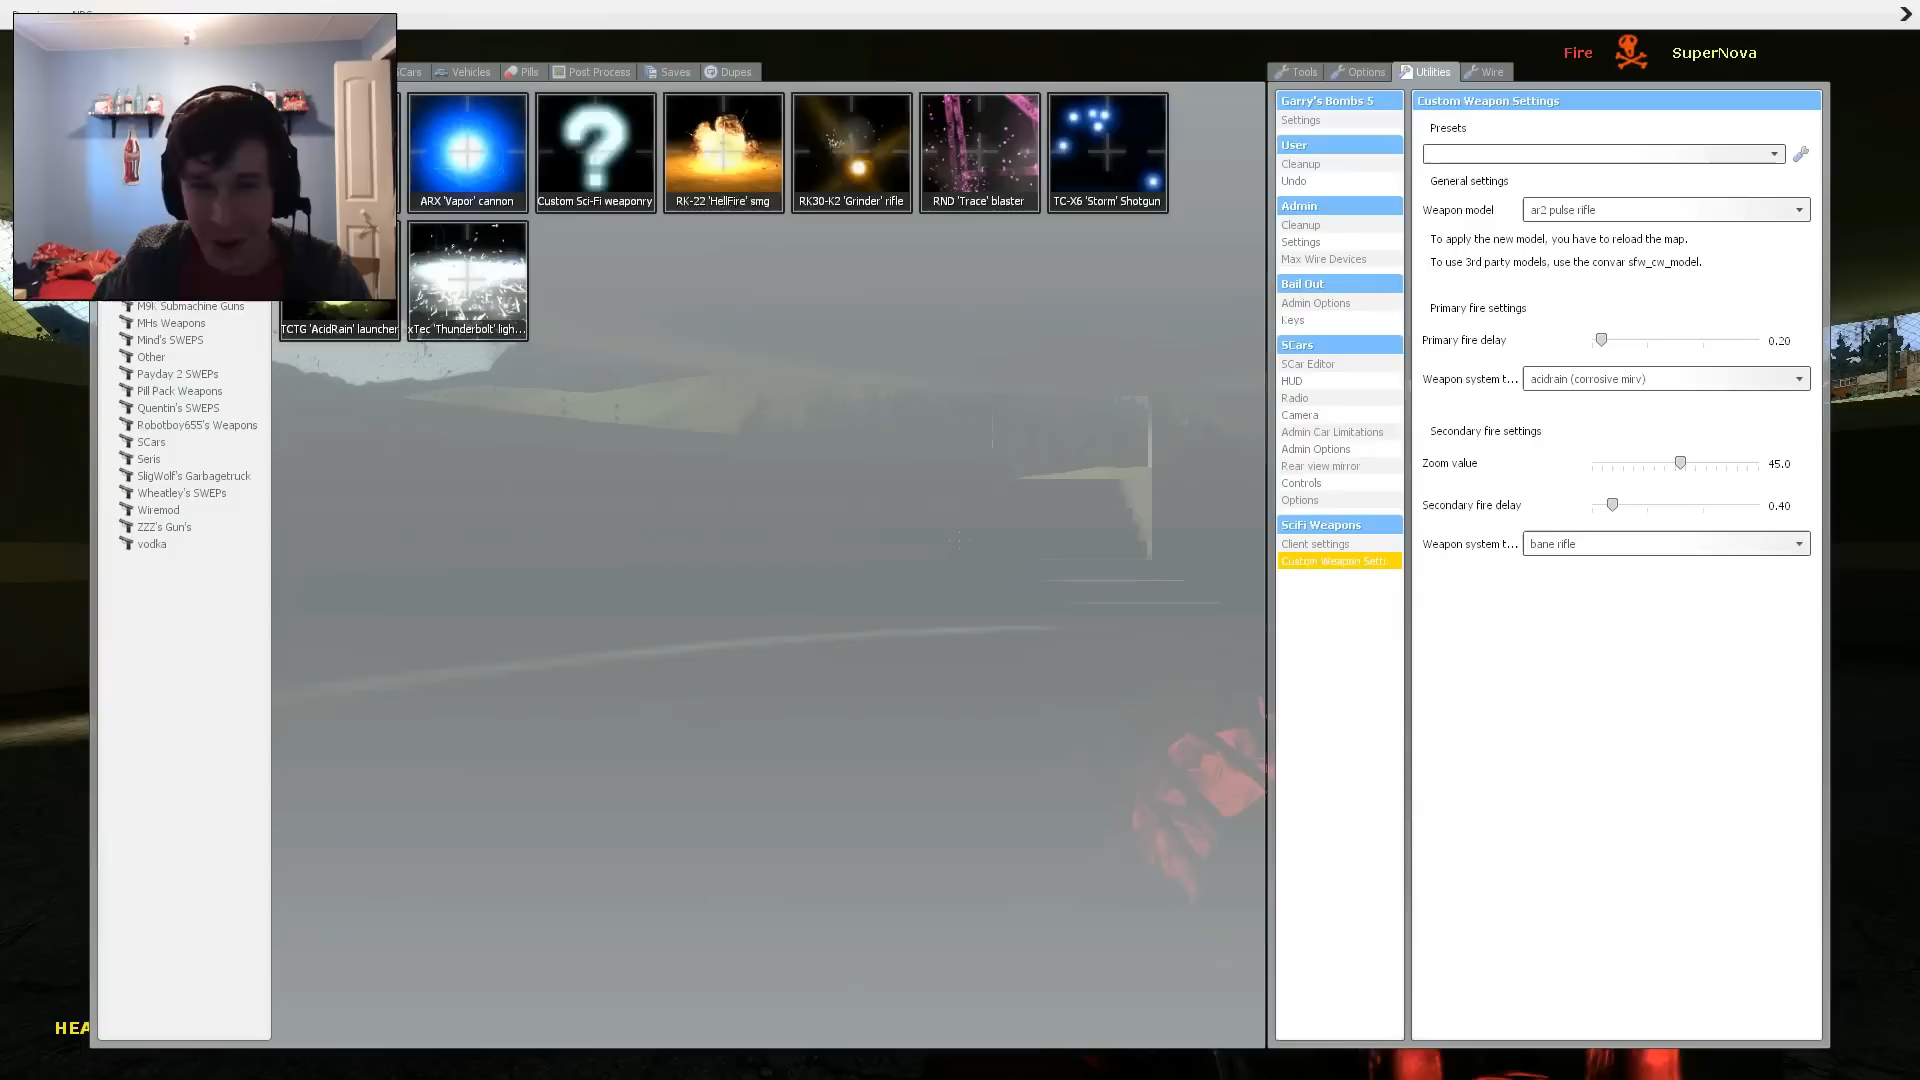 Fire SuperNova
SCars Vehicles Pills Post Process Saves Dupes
Tools Options Utilities Wire
ARX 'Vapor' cannon
Custom Sci-Fi weaponry
RK-22 'HellFire' smg
RK30-K2 'Grinder' rifle
RND 'Trace' blaster
TC-X6 'Storm' Shotgun
TCTG 'AcidRain' launcher
xTec 'Thunderbolt' ligh...
M9K Submachine Guns
MHs Weapons
Mind's SWEPS
Other
Payday 2 SWEPs
Pill Pack Weapons
Quentin's SWEPS
Robotboy655's Weapons
SCars
Seris
SligWolf's Garbagetruck
Wheatley's SWEPs
Wiremod
ZZZ's Gun's
vodka
HEA
Garry's Bombs 5
Settings
User
Cleanup
Undo
Admin
Cleanup
Settings
Max Wire Devices
Bail Out
Admin Options
Keys
SCars
SCar Editor
HUD
Radio
Camera
Admin Car Limitations
Admin Options
Rear view mirror
Controls
Options
SciFi Weapons
Client settings
Custom Weapon Setti
Custom Weapon Settings
Presets
General settings
Weapon model ar2 pulse rifle
To apply the new model, you have to reload the map.
To use 3rd party models, use the convar sfw_cw_model.
Primary fire settings
Primary fire delay 0.20
Weapon system t... acidrain (corrosive mirv)
Secondary fire settings
Zoom value 45.0
Secondary fire delay 0.40
Weapon system t... bane rifle